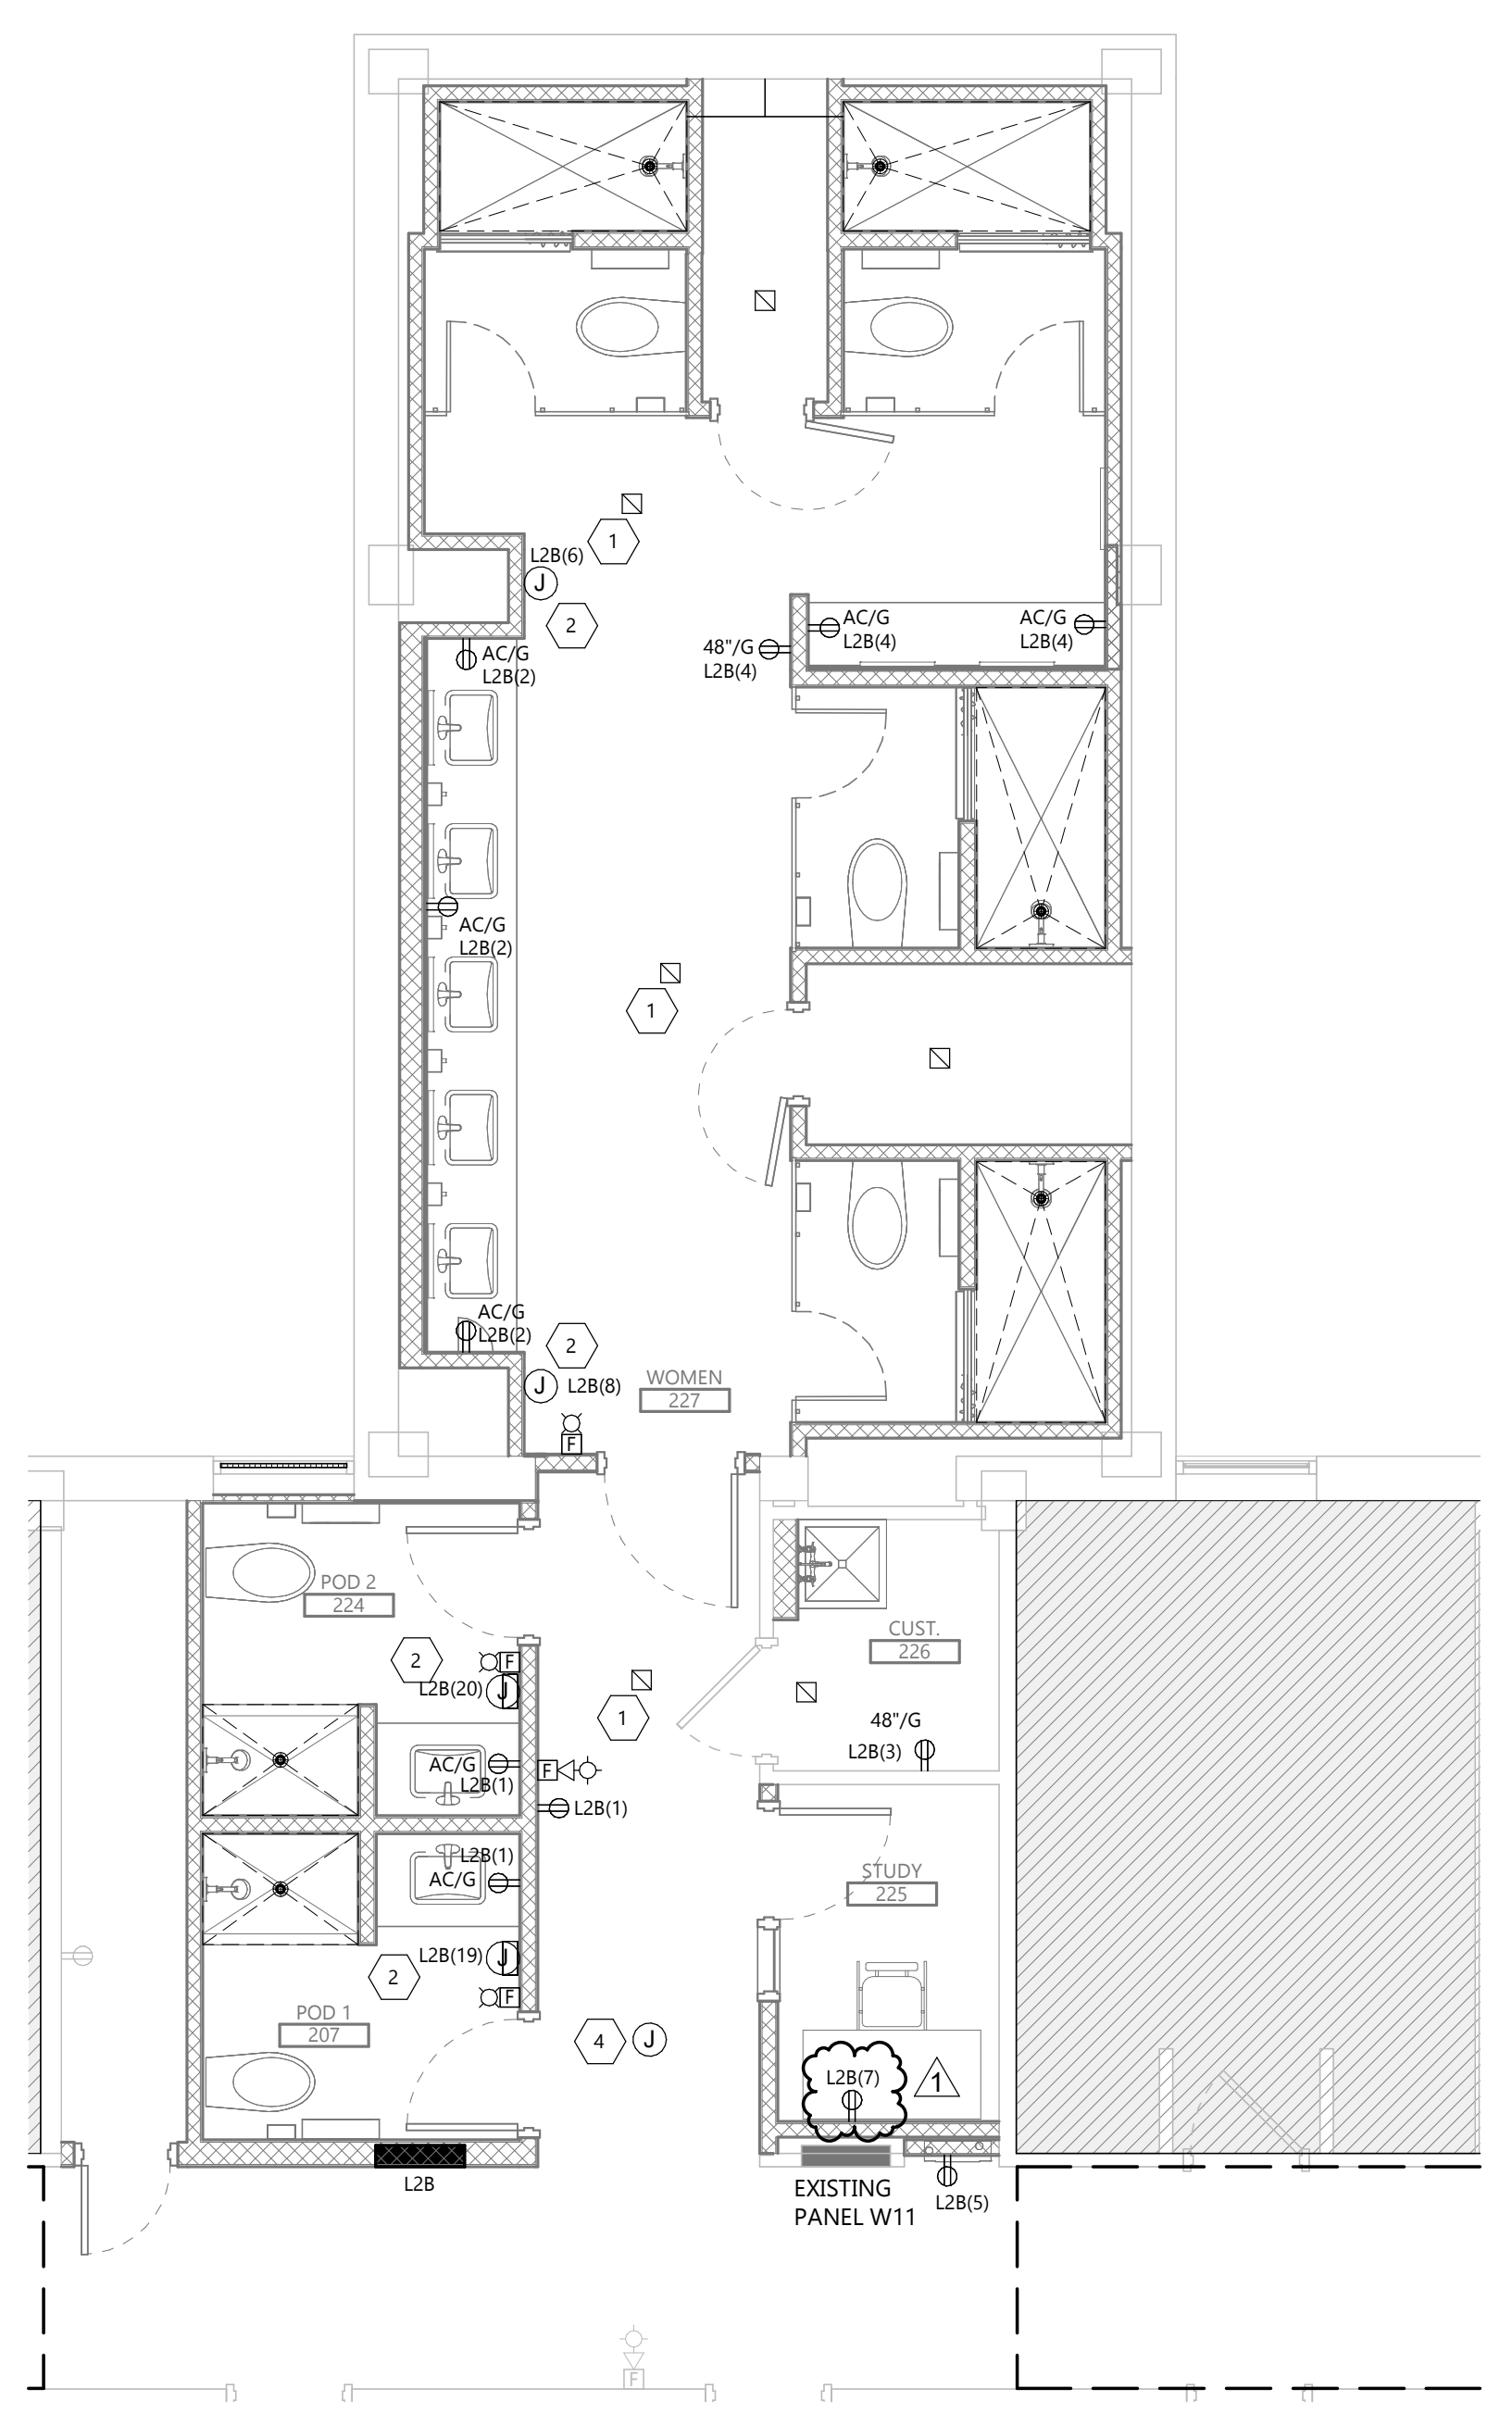 1
L2B(6)
J
2
AC/G
L2B(4)
AC/G
L2B(4)
48"/G
L2B(4)
AC/G
L2B(2)
AC/G
L2B(2)
1
AC/G
L2B(2)
2
J
L2B(8)
WOMEN
227
F
POD 2
224
CUST.
226
2
F
L2B(20)
J
1
48"/G
L2B(3)
AC/G
L2B(1)
F
L2B(1)
L2B(1)
AC/G
STUDY
225
L2B(19)
J
2
F
POD 1
207
4
J
L2B(7)
1
L2B
EXISTING
PANEL W11
L2B(5)
F